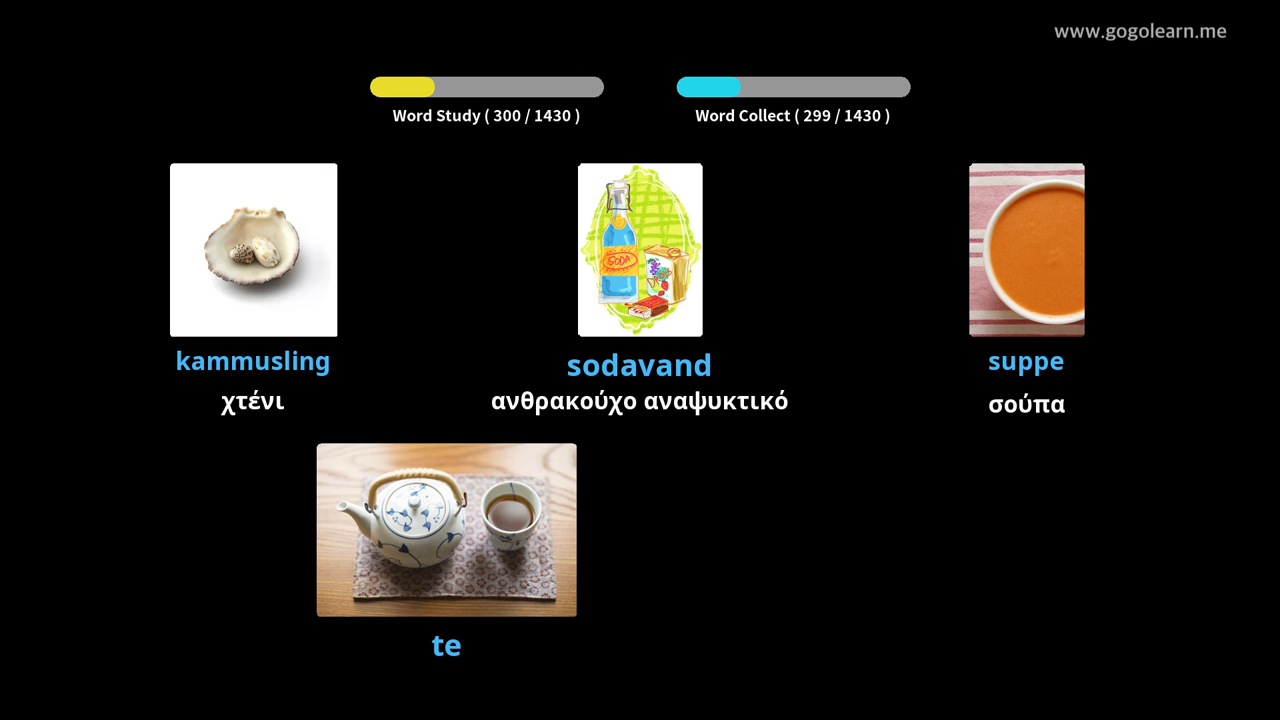 www.gogolearn.me
Word Study ( 300 / 1430 )
Word Collect ( 299 / 1430 )
SODA
kammusling
sodavand
suppe
χτένι
ανθρακούχο αναψυκτικό
σούπα
te